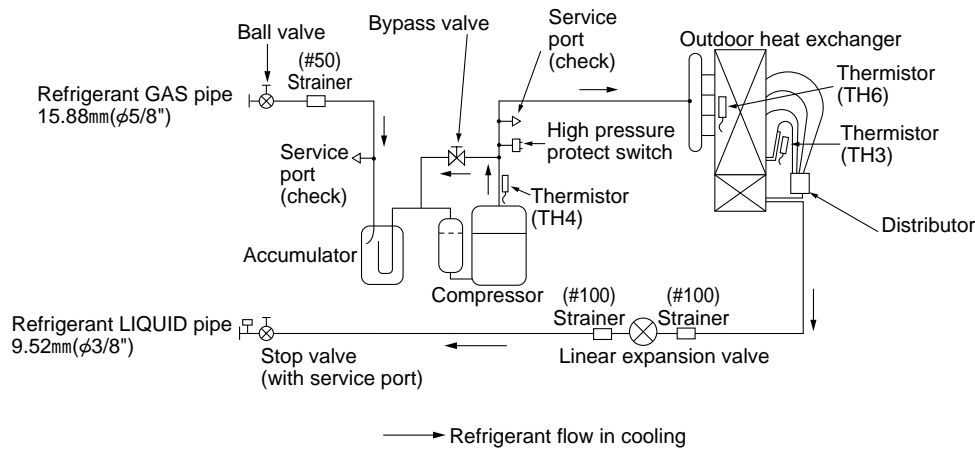 Ball valve
(#50)
Strainer
Refrigerant GAS pipe
15.88mm(ϕ5/8")
Bypass valve
Service
port
(check)
Outdoor heat exchanger
Thermistor
(TH6)
Thermistor
(TH3)
High pressure
protect switch
Service
port
(check)
Thermistor
(TH4)
Distributor
Accumulator
Compressor
(#100)
Strainer
(#100)
Strainer
Refrigerant LIQUID pipe
9.52mm(ϕ3/8")
Stop valve
(with service port)
Linear expansion valve
Refrigerant flow in cooling